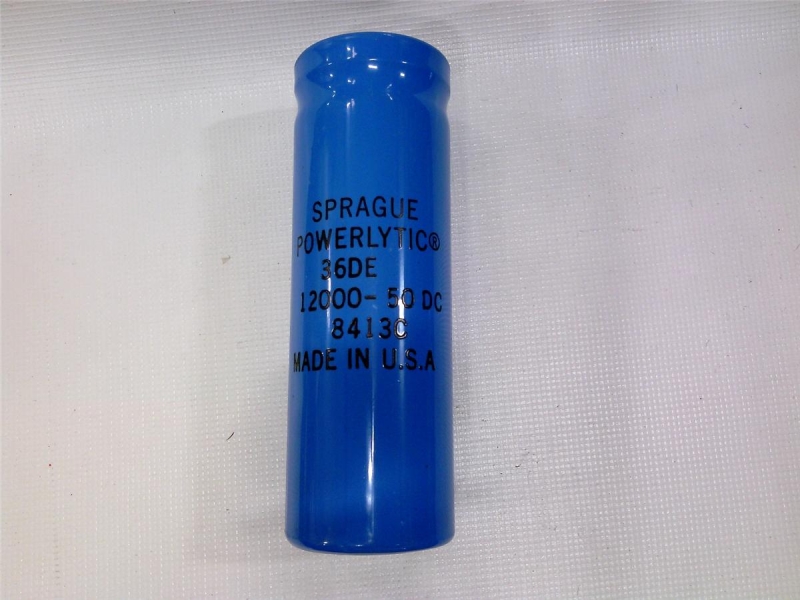 SPRAGUE
POWERLYTIC®
36DE
12000- 50 DC
8413C
MADE IN U.S.A